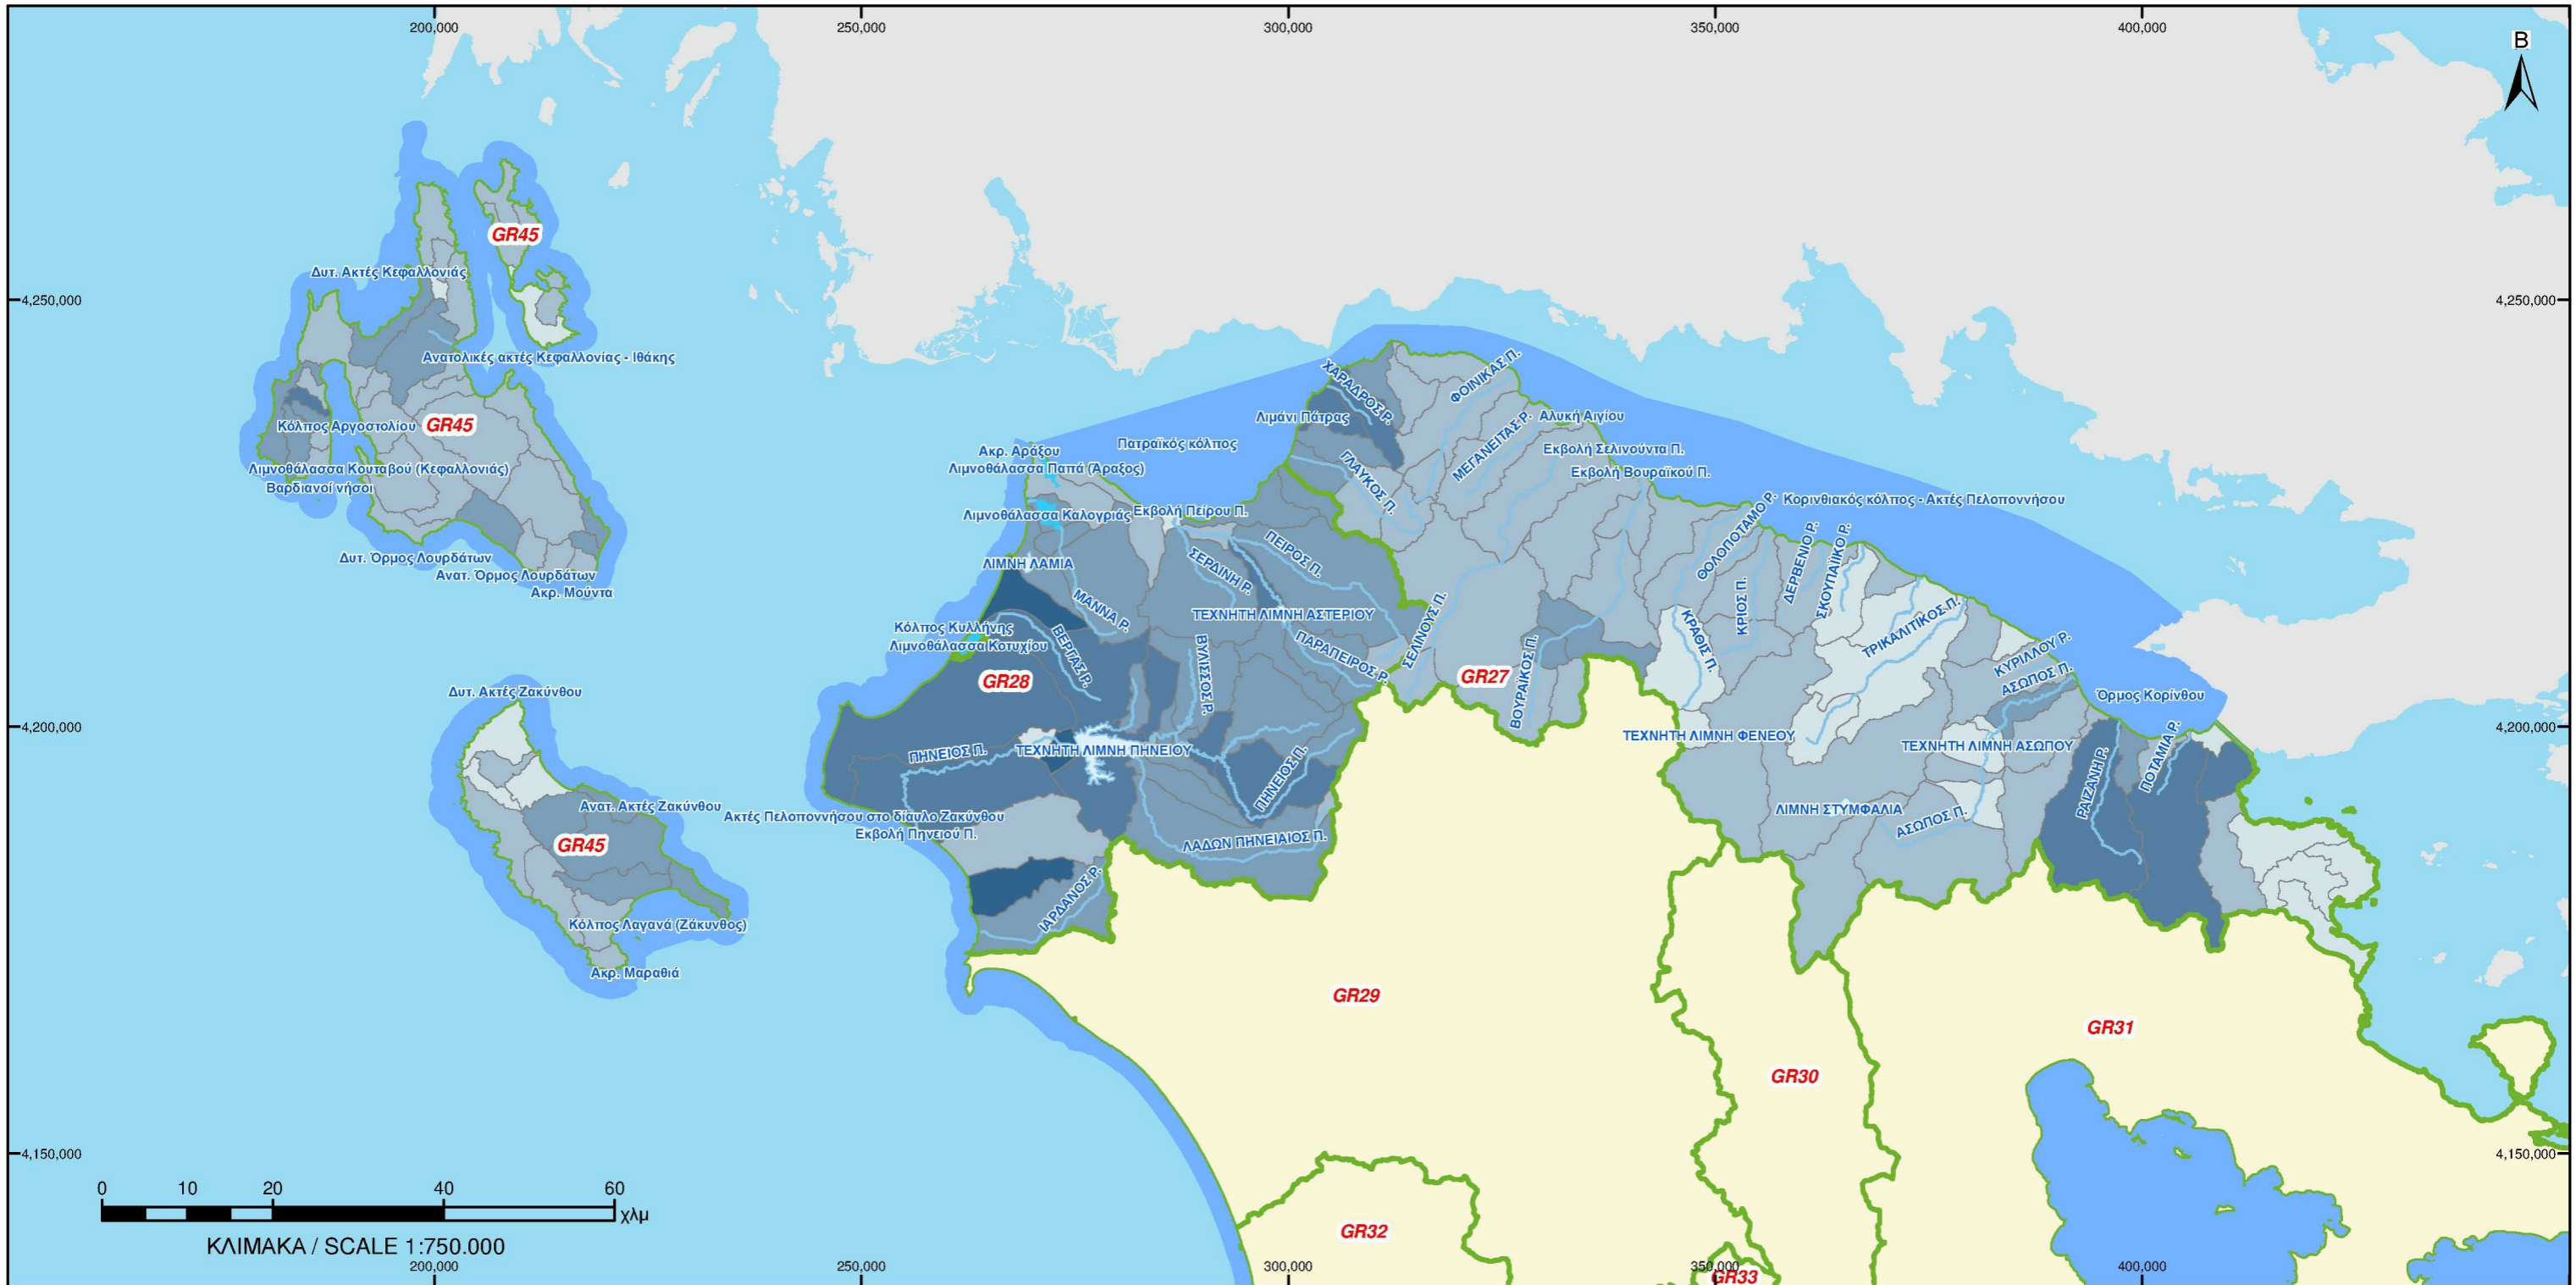 200,000
250,000
300,000
350,000
400,000
B
GR45
Δυτ. Ακτές Κεφαλλονιάς
4,250,000
4,250,000
Ανατολικές ακτές Κεφαλλονίας - Ιθάκης
ΧΑΡΑΔΡΟΣ Ρ.
ΦΟΙΝΙΚΑΣ Π.
Λιμάνι Πάτρας
Αλυκή Αιγίου
Κόλπος Αργοστολίου
GR45
Πατραϊκός κόλπος
ΜΕΓΑΝΕΙΤΑΣ Ρ.
Ακρ. Αράξου
Εκβολή Σελινούντα Π.
Λιμνοθάλασσα Κουταβού (Κεφαλλονιάς)
Λιμνοθάλασσα Παπά (Άραξος)
ΓΛΑΥΚΟΣ Π.
Εκβολή Βουραϊκού Π.
Βαρδιανοί νήσοι
Κορινθιακός κόλπος - Ακτές Πελοποννήσου
Λιμνοθάλασσα Καλογριάς
Εκβολή Πείρου Π.
ΘΟΛΟΠΟΤΑΜΟ Ρ.
ΔΕΡΒΕΝΙΟ Ρ.
ΣΚΟΥΠΑΙΙΚΟ Ρ.
Δυτ. Όρμος Λουρδάτων
ΛΙΜΝΗ ΛΑΜΙΑ
ΣΕΡΔΙΝΗ Ρ.
ΠΕΙΡΟΣ Π.
Ανατ. Όρμος Λουρδάτων
Ακρ. Μούντα
ΜΑΝΝΑ Ρ.
ΤΕΧΝΗΤΗ ΛΙΜΝΗ ΑΣΤΕΡΙΟΥ
ΚΡΙΟΣ Π.
Κόλπος Κυλλήνης
Λιμνοθάλασσα Κοτυχίου
ΒΕΡΓΑΣ Ρ.
ΒΥΛΙΣΣΟΣ Ρ.
ΠΑΡΑΠΕΙΡΟΣ Ρ.
ΣΕΛΙΝΟΥΣ Π.
ΚΡΑΘΙΣ Π.
ΤΡΙΚΑΛΙΤΙΚΟΣ Π.
ΚΥΡΙΛΛΟΥ Ρ.
ΑΣΩΠΟΣ Π.
GR28
GR27
ΒΟΥΡΑΪΚΟΣ Π.
Δυτ. Ακτές Ζακύνθου
Όρμος Κορίνθου
4,200,000
4,200,000
ΤΕΧΝΗΤΗ ΛΙΜΝΗ ΦΕΝΕΟΥ
ΤΕΧΝΗΤΗ ΛΙΜΝΗ ΑΣΩΠΟΥ
ΠΗΝΕΙΟΣ Π.
ΤΕΧΝΗΤΗ ΛΙΜΝΗ ΠΗΝΕΙΟΥ
ΠΗΝΕΙΟΣ Π.
ΡΑΙΖΑΝΗ Ρ.
ΠΟΤΑΜΙΑ Ρ.
Ανατ. Ακτές Ζακύνθου
Ακτές Πελοποννήσου στο δίαυλο Ζακύνθου
Εκβολή Πηνειού Π.
ΛΙΜΝΗ ΣΤΥΜΦΑΛΙΑ
ΑΣΩΠΟΣ Π.
GR45
ΛΑΔΩΝ ΠΗΝΕΙΑΙΟΣ Π.
ΙΑΡΔΑΝΟΣ Ρ.
Κόλπος Λαγανά (Ζάκυνθος)
Ακρ. Μαραθιά
GR29
GR31
GR30
4,150,000
4,150,000
0 10 20 40 60
χλμ
GR32
ΚΛΙΜΑΚΑ / SCALE 1:750.000
200,000
250,000
300,000
350,000
400,000
GR33